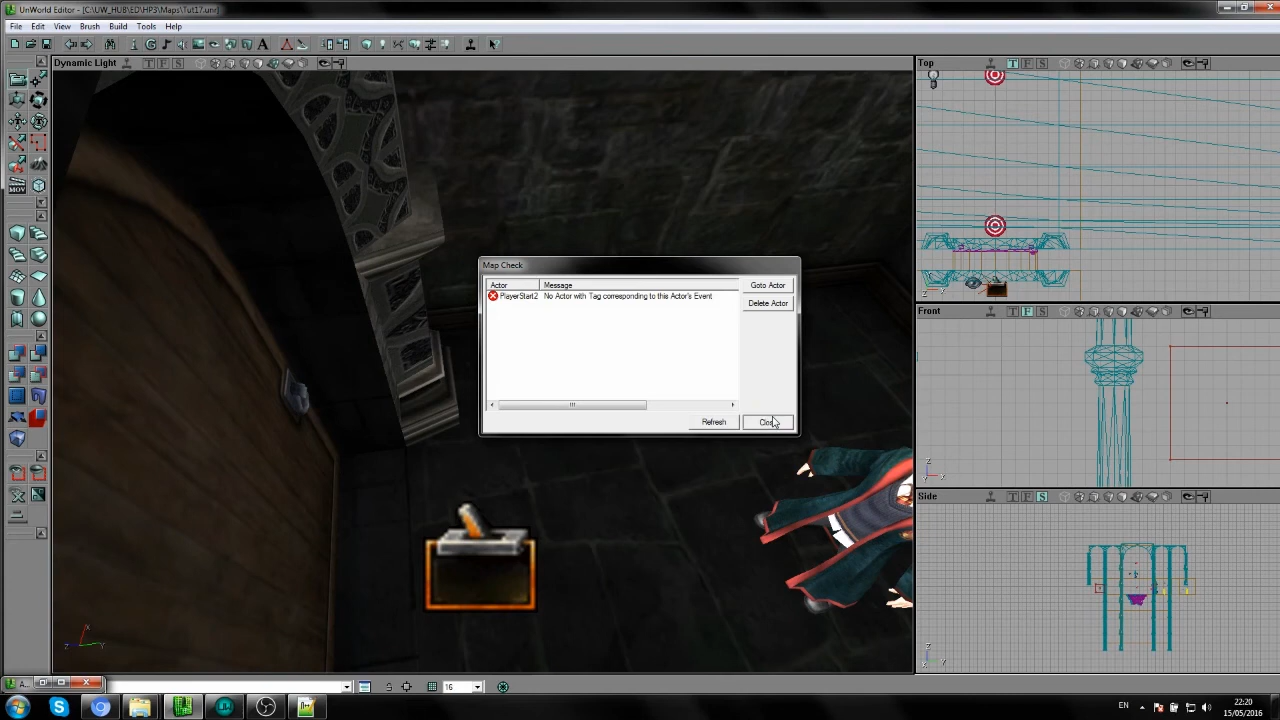 UnWorld Editor - [C:\UW_HUB\ED\HP3\Maps\Tut17.unr]
File Edit View Brush Build Tools Help
Dynamic Light
T F S
Top
T F S
Map Check
Actor Message
PlayerStart2 No Actor with Tag corresponding to this Actor's Event
Goto Actor
Delete Actor
Refresh
MOV
Front
T F S
Side
T F S
16
EN
22:20
15/05/2016